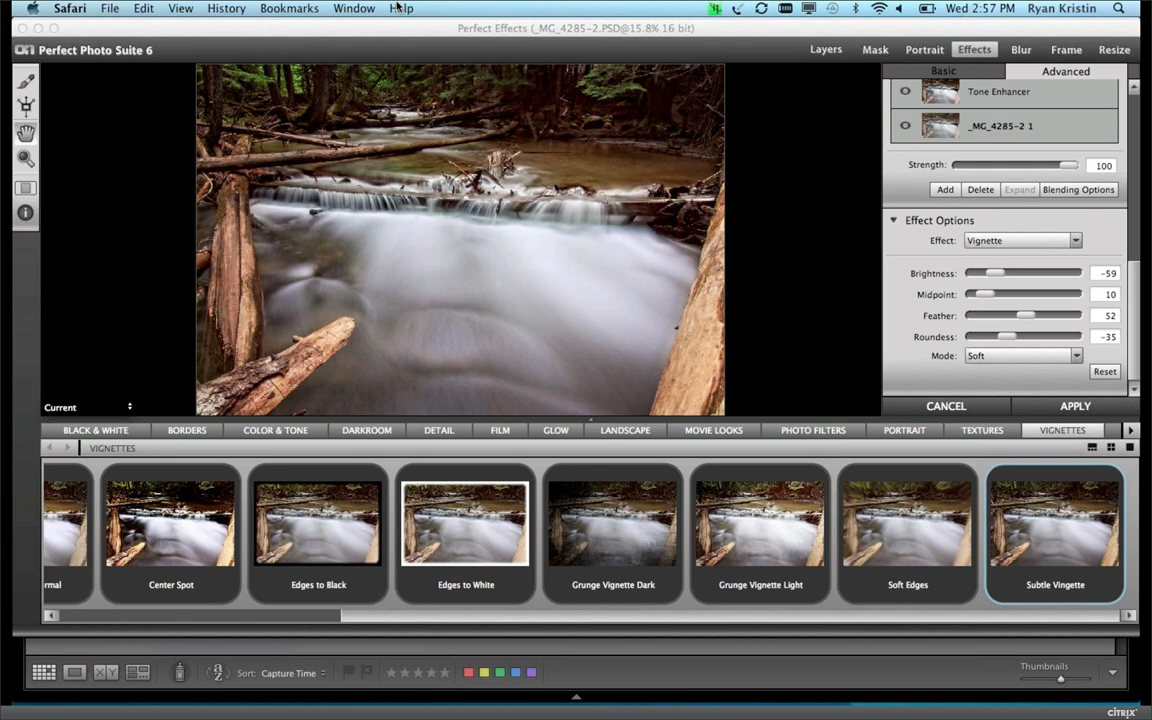 Safari File Edit View History Bookmarks Window Help Wed 2:57 PM Ryan Kristin
Perfect Effects (_MG_4285-2.PSD@15.8% 16 bit)
on Perfect Photo Suite 6 Layers Mask Portrait Effects Blur Frame Resize
Basic Advanced
Tone Enhancer
_MG_4285-2 1
Strength: 100
Add Delete Expand Blending Options
Effect Options
Effect: Vignette
Brightness: -59
Midpoint: 10
Feather: 52
Roundness: -35
Mode: Soft
Reset
Current
CANCEL APPLY
BLACK & WHITE BORDERS COLOR & TONE DARKROOM DETAIL FILM GLOW LANDSCAPE MOVIE LOOKS PHOTO FILTERS PORTRAIT TEXTURES VIGNETTES
VIGNETTES
rmal Center Spot Edges to Black Edges to White Grunge Vignette Dark Grunge Vignette Light Soft Edges Subtle Vingette
XY Sort: Capture Time Thumbnails
CITRIX